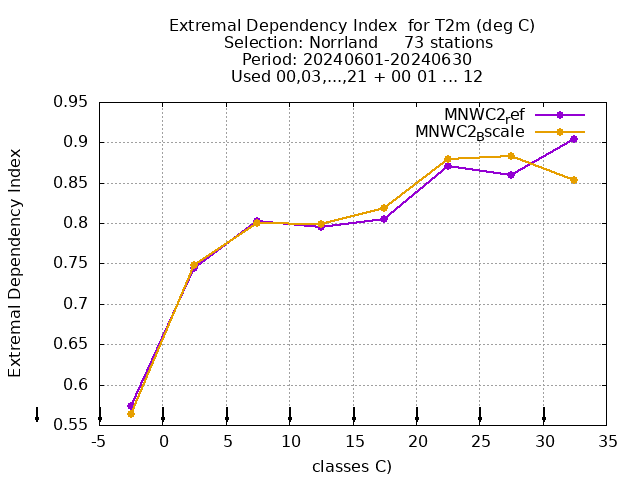 Extremal Dependency Index  for T2m (deg C)
Selection: Norrland     73 stations
Period: 20240601-20240630
Used 00,03,...,21 + 00 01 ... 12
MNWC2_ref
MNWC2_Bscale
Extremal Dependency Index
0.95
0.9
0.85
0.8
0.75
0.7
0.65
0.6
0.55
-5 0 5 10 15 20 25 30 35
classes C)